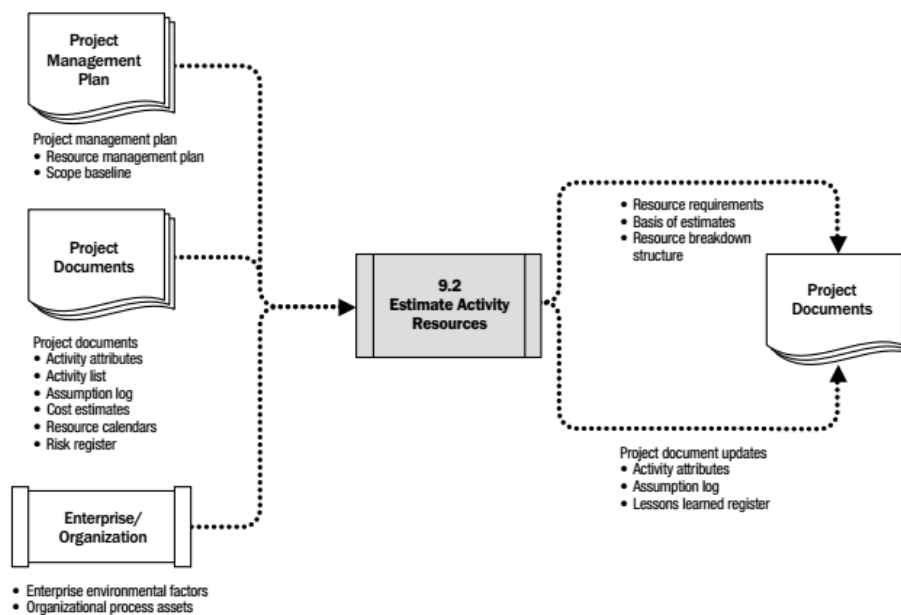 Project
Management
Plan
Project management plan
• Resource management plan
• Scope baseline
Project
Documents
Project documents
• Activity attributes
• Activity list
• Assumption log
• Cost estimates
• Resource calendars
• Risk register
Enterprise/
Organization
• Enterprise environmental factors
• Organizational process assets
9.2
Estimate Activity
Resources
• Resource requirements
• Basis of estimates
• Resource breakdown
structure
Project
Documents
Project document updates
• Activity attributes
• Assumption log
• Lessons learned register